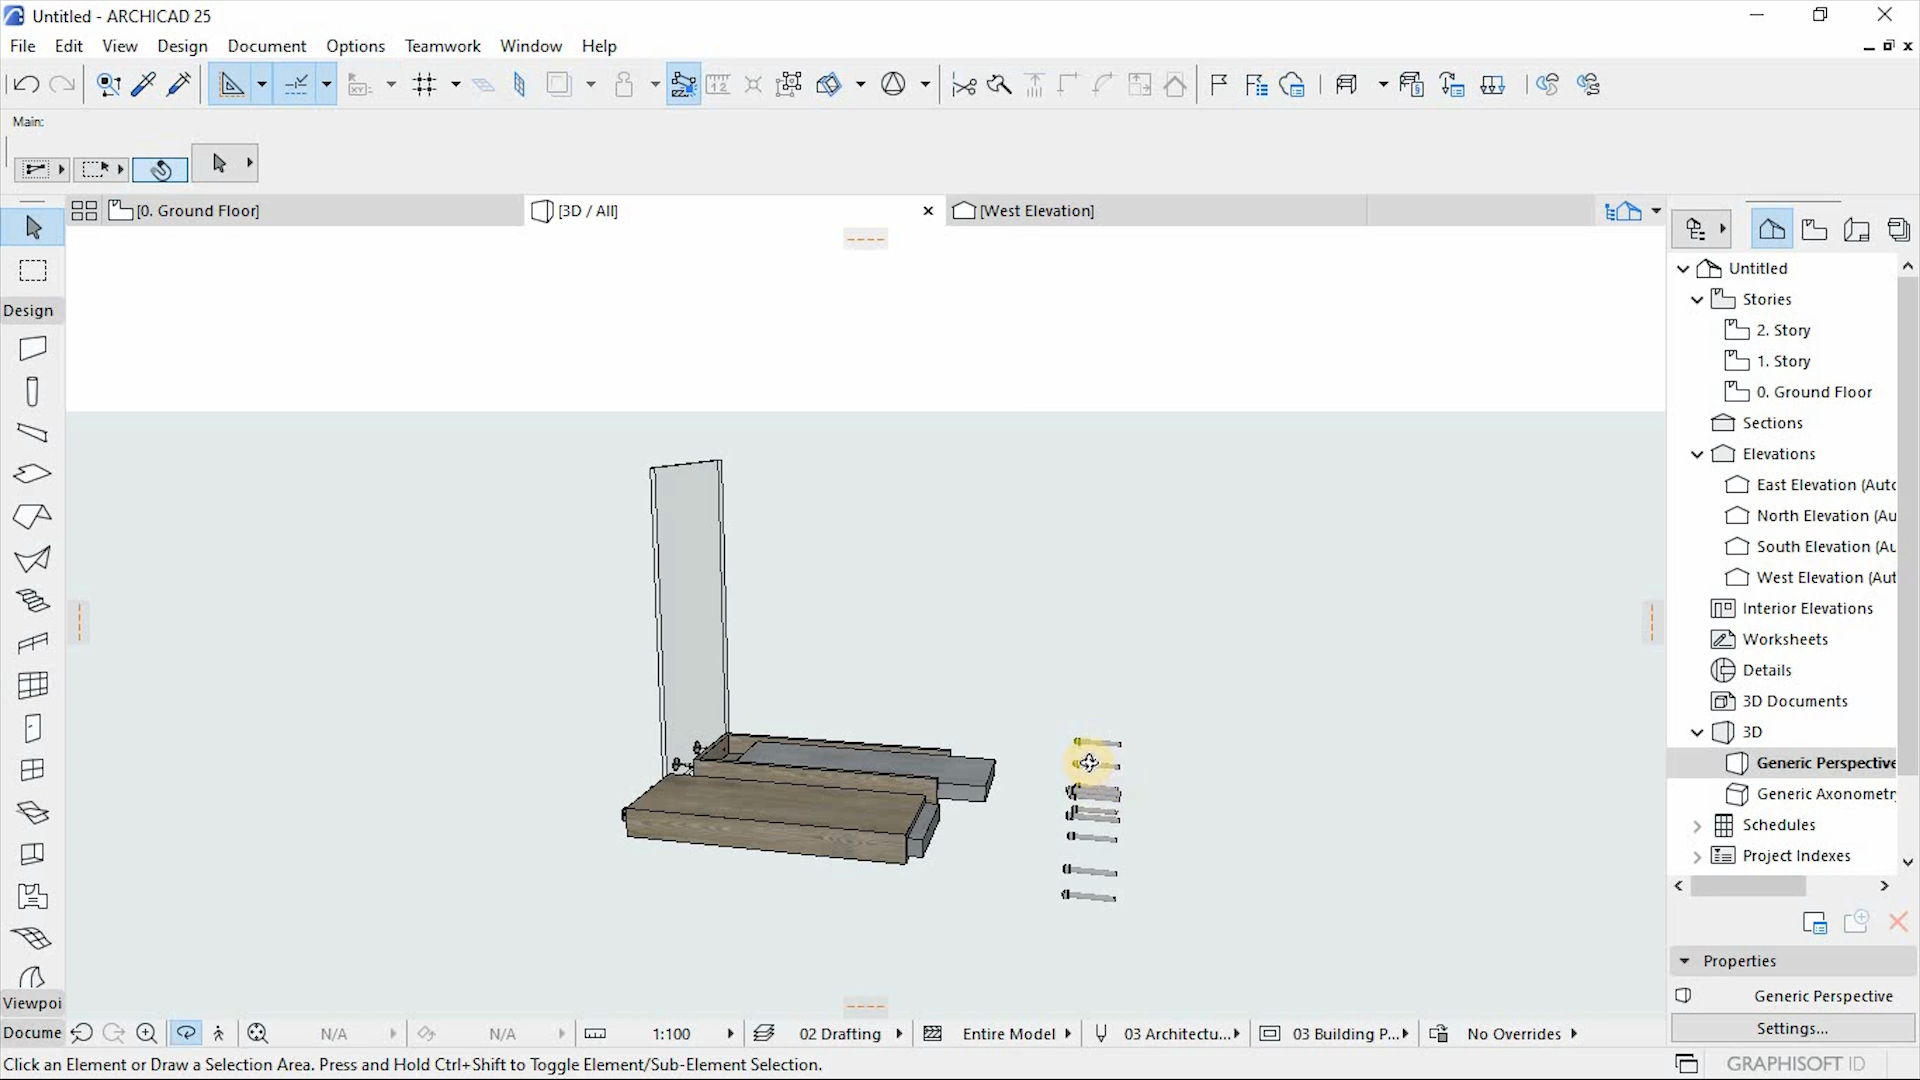 Untitled - ARCHICAD 25
File Edit View Design Document Options Teamwork Window Help
Main:
[0. Ground Floor]
[3D / All]
[West Elevation]
Design
Viewpoi
Docume
Untitled
Stories
2. Story
1. Story
0. Ground Floor
Sections
Elevations
East Elevation (Auto
North Elevation (Au
South Elevation (Au
West Elevation (Aut
Interior Elevations
Worksheets
Details
3D Documents
3D
Generic Perspective
Generic Axonometr
Schedules
Project Indexes
Properties
Generic Perspective
Settings...
N/A N/A 1:100 02 Drafting Entire Model 03 Architectu... 03 Building P... No Overrides
Click an Element or Draw a Selection Area. Press and Hold Ctrl+Shift to Toggle Element/Sub-Element Selection.
GRAPHISOFT ID